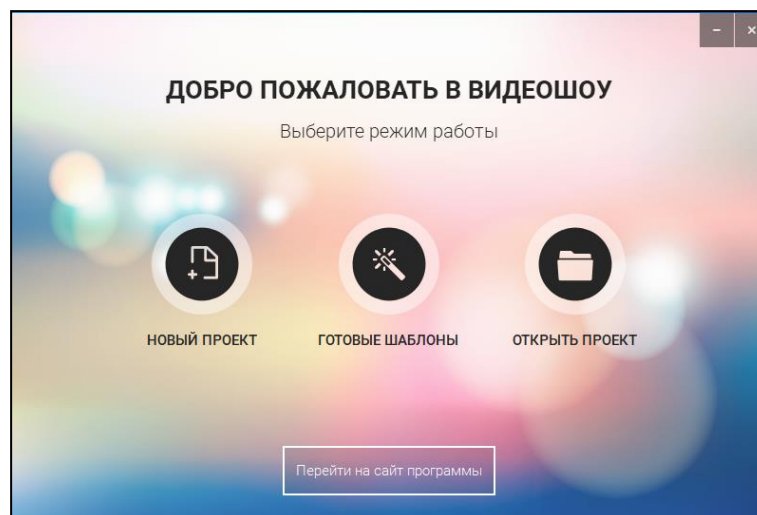 ДОБРО ПОЖАЛОВАТЬ В ВИДЕОШОУ
Выберите режим работы
НОВЫЙ ПРОЕКТ
ГОТОВЫЕ ШАБЛОНЫ
ОТКРЫТЬ ПРОЕКТ
Перейти на сайт программы